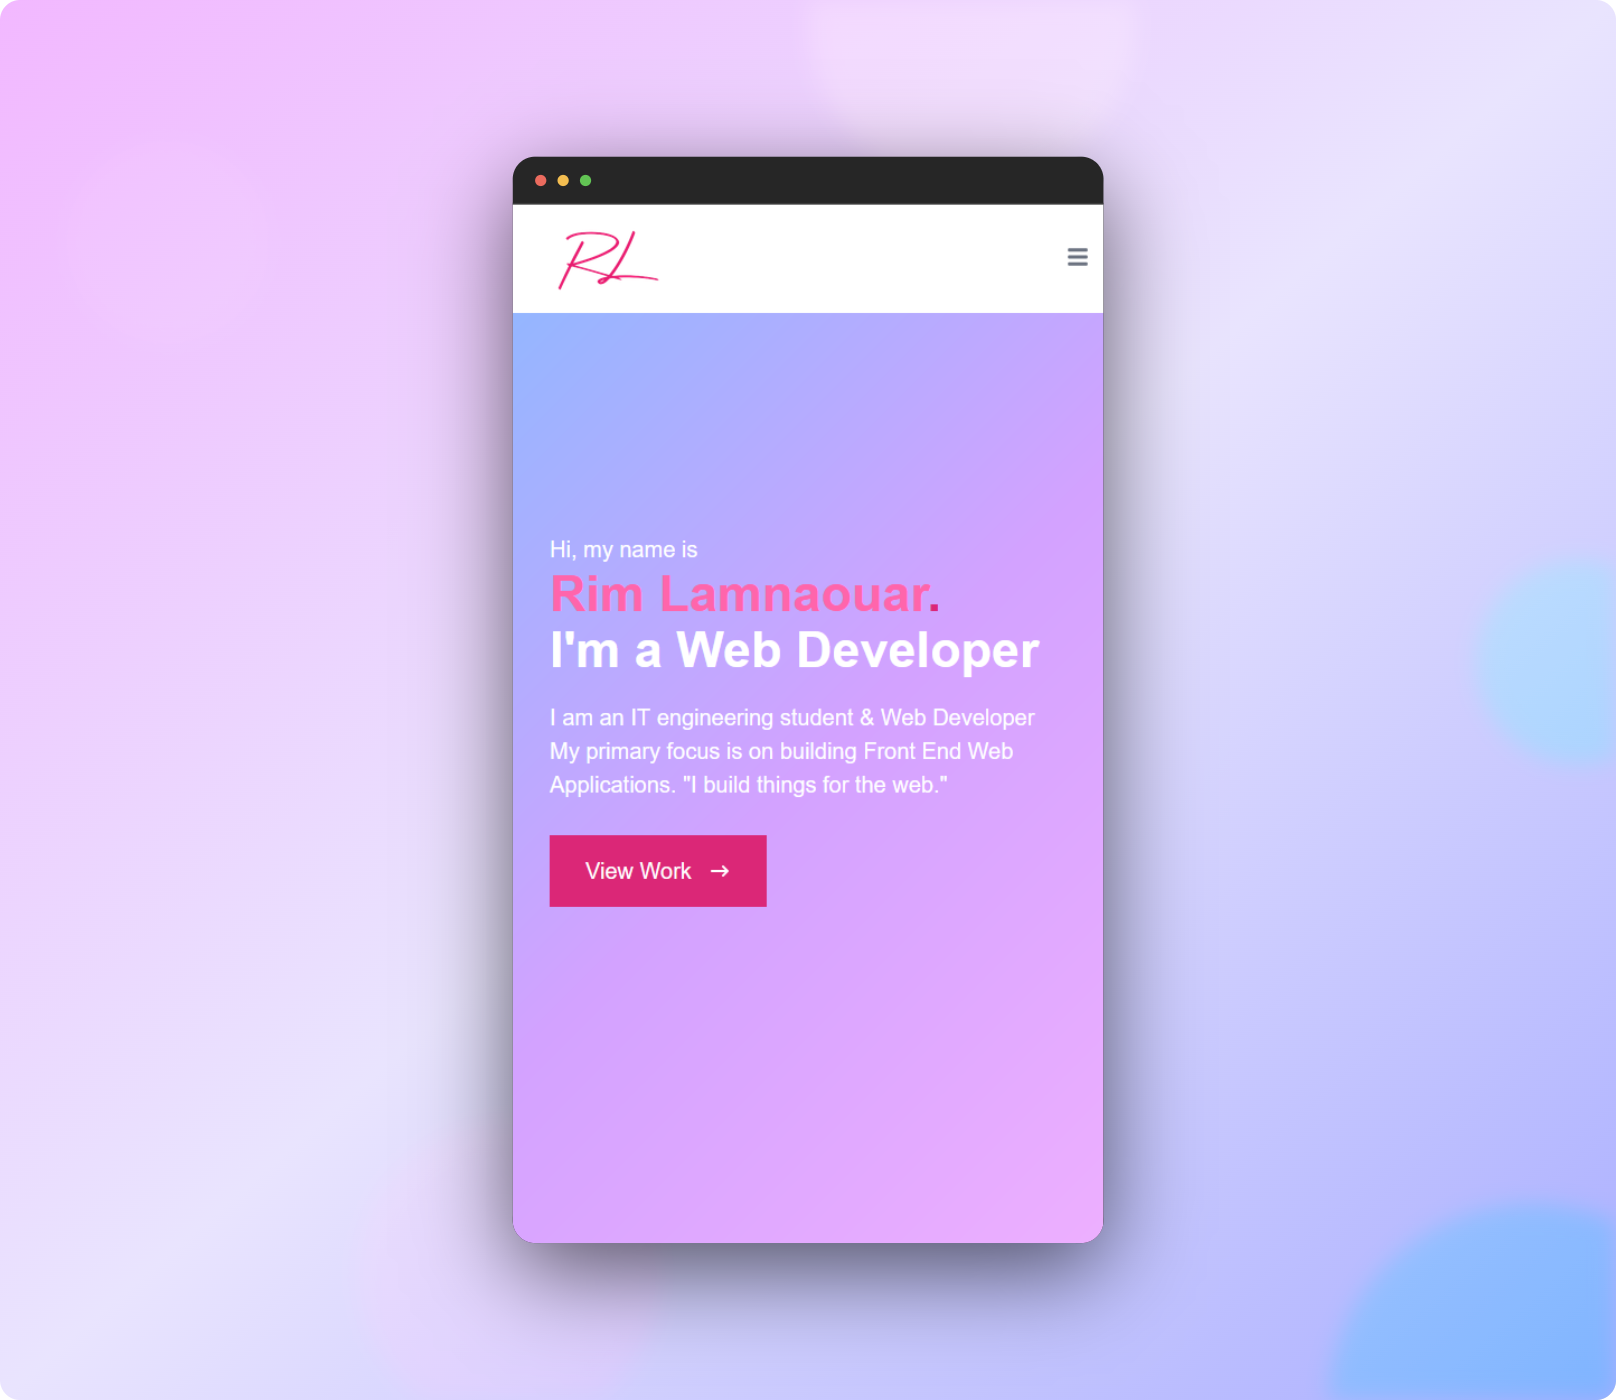 RL
Hi, my name is
Rim Lamnaouar.
I'm a Web Developer
I am an IT engineering student & Web Developer
My primary focus is on building Front End Web
Applications. "I build things for the web."
View Work →